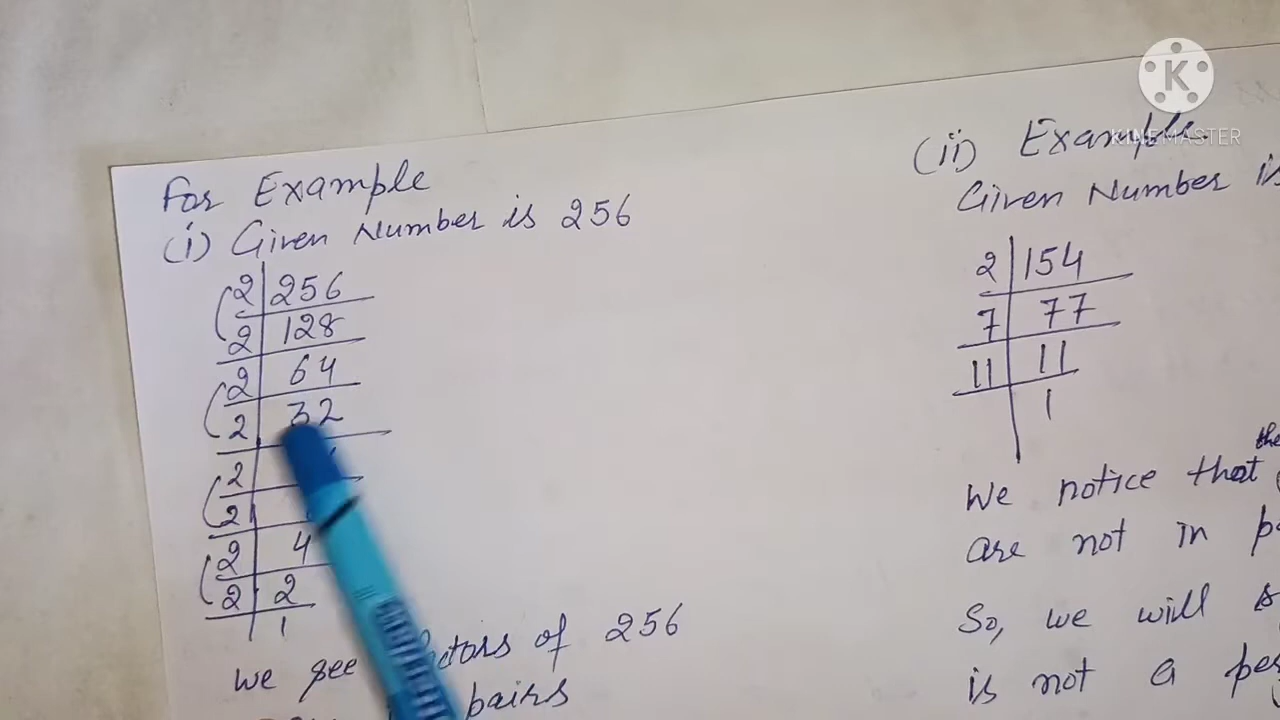 For Example
(i) Given Number is 256
2 256
2 128
2 64
2 32
2
2
2 4
2 2
1
We see of 256
pairs
(ii) Example
Given Number is
2 154
7 77
11 11
1
the
We notice that
are not in
So, we will
is not a
K
KINEMASTER